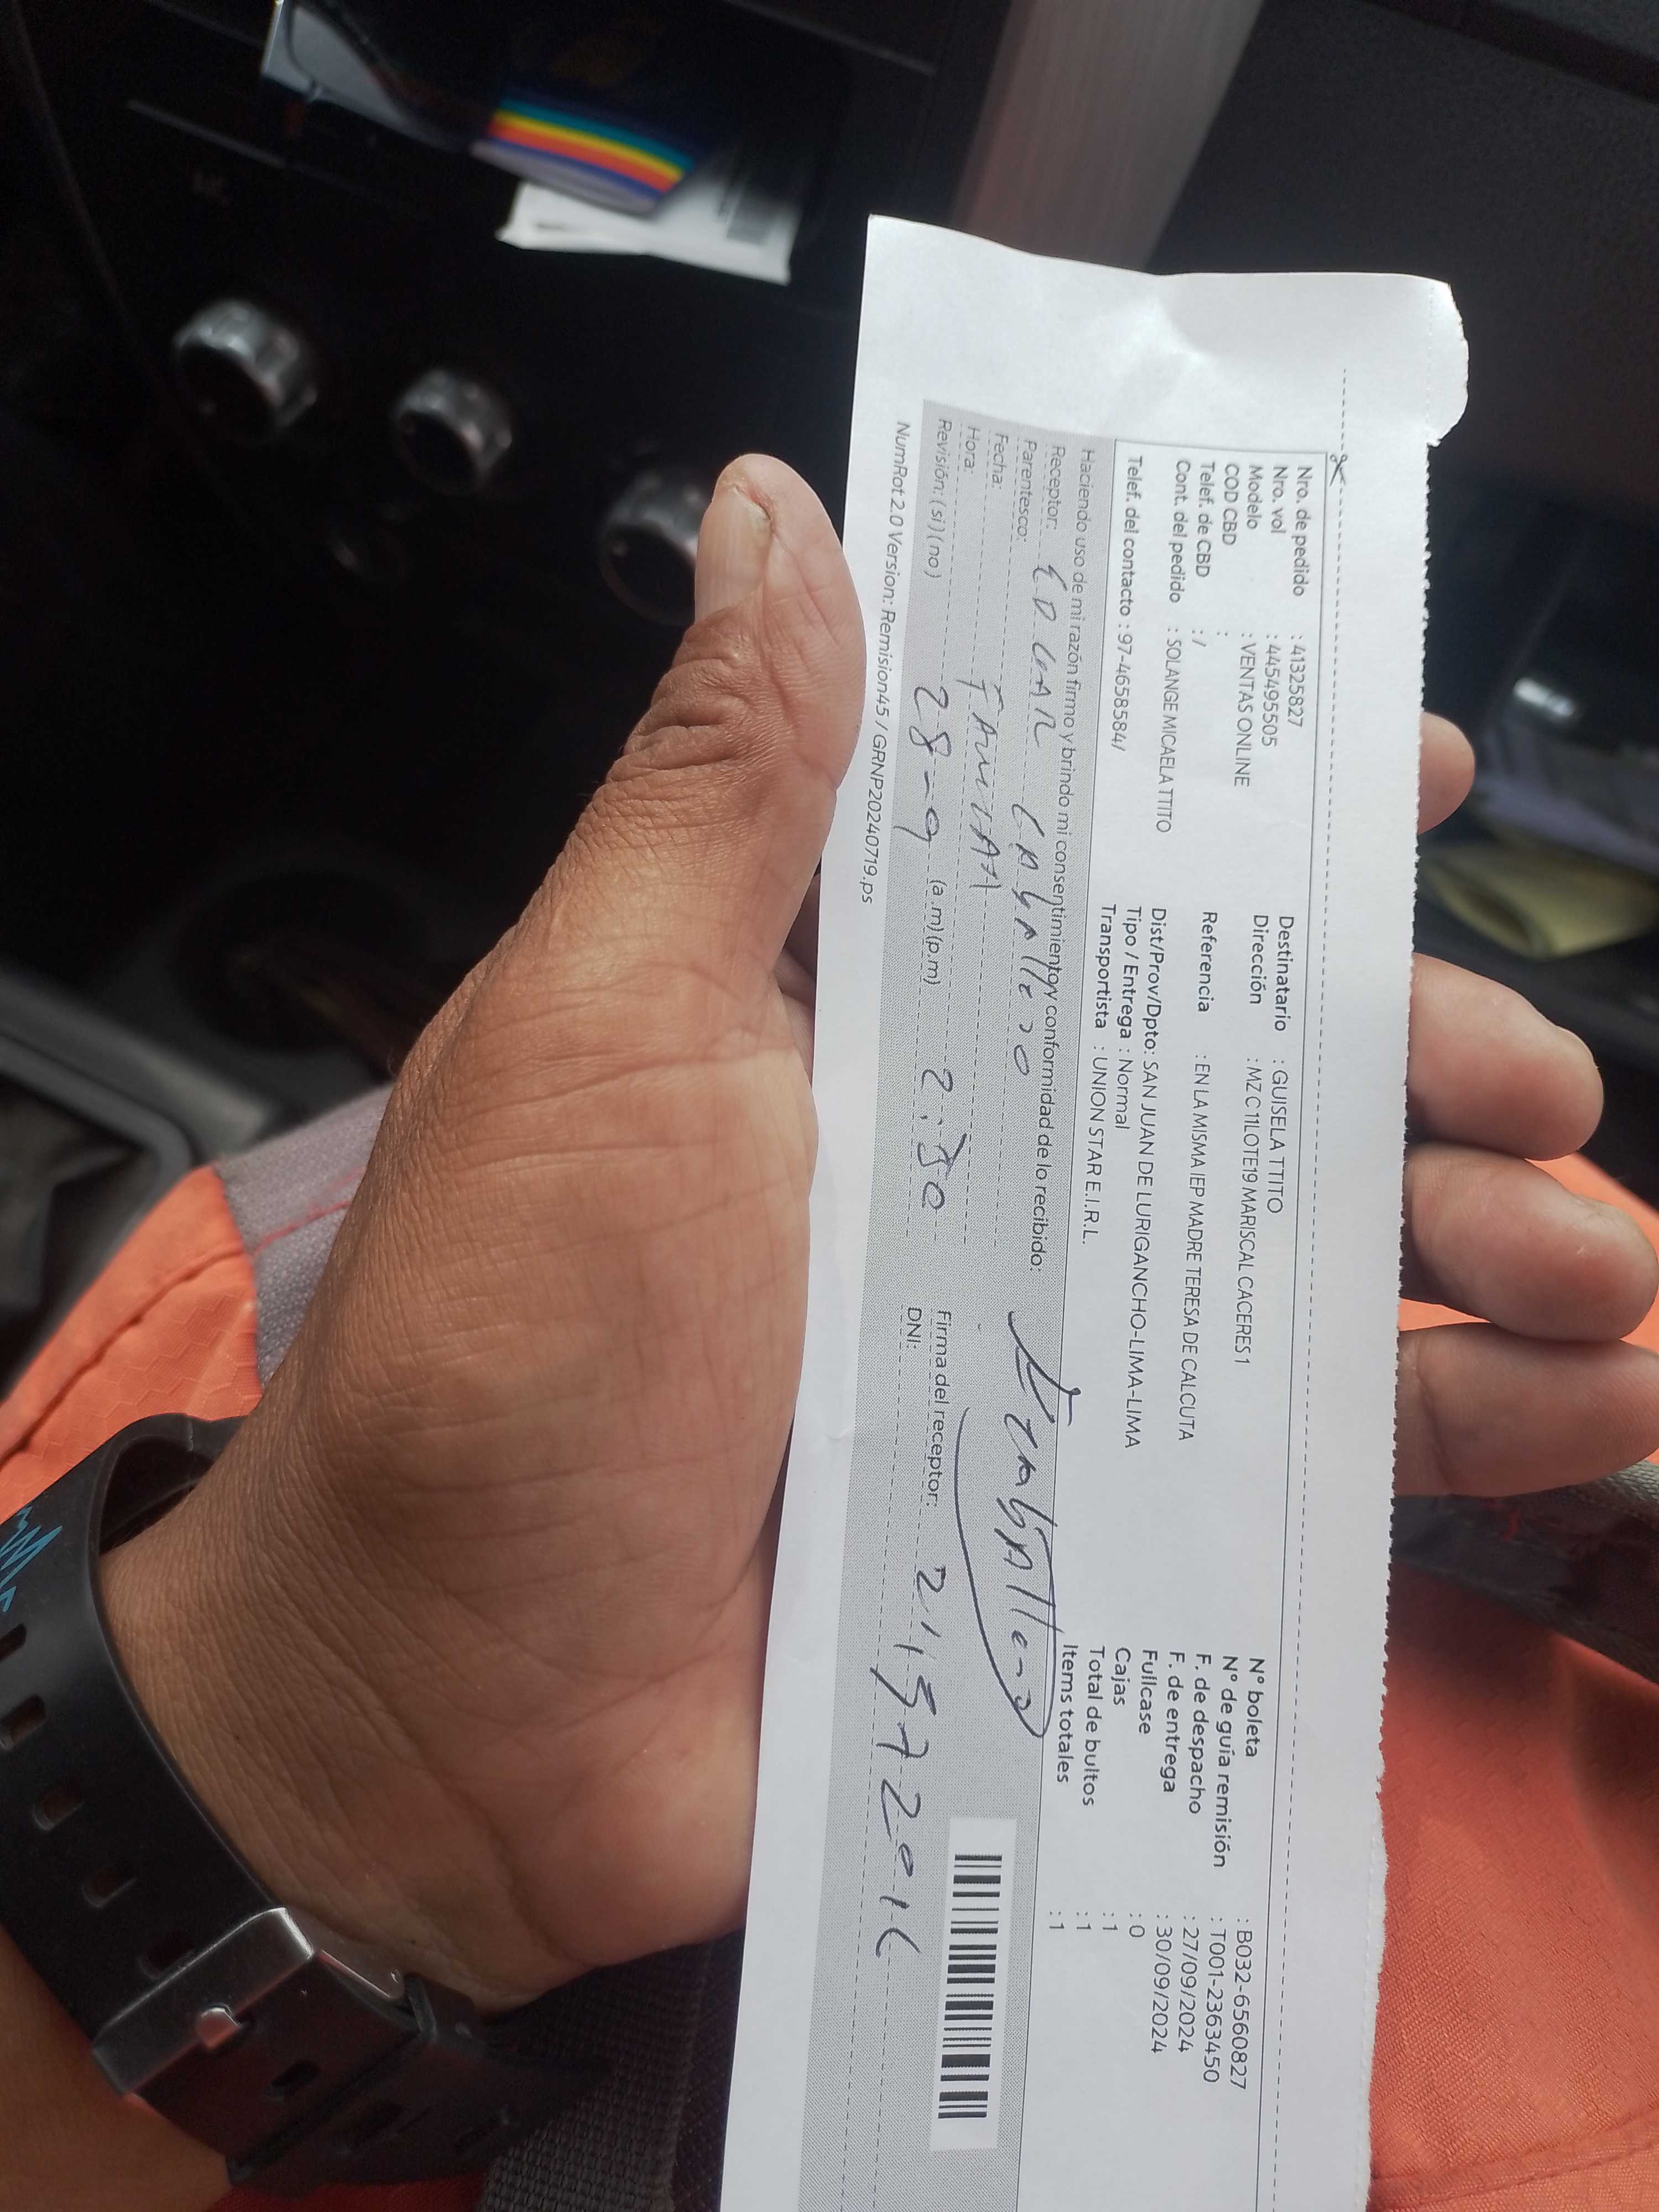 Nro. de pedido : 41325827
Nro. vol : 445495505
Modelo : VENTAS ONLINE
COD CBD :
Telef. de CBD : /
Cont. del pedido : SOLANGE MICAELA TTITO
Telef. del contacto : 97-4658584/
Destinatario : GUISELA TTITO
Dirección : MZ C 11LOTE19 MARISCAL CACERES1
Referencia : EN LA MISMA IEP MADRE TERESA DE CALCUTA
Dist/Prov/Dpto: SAN JUAN DE LURIGANCHO-LIMA-LIMA
Tipo / Entrega : Normal
Transportista : UNION STAR E.I.R.L.
N° boleta : B032-6560827
N° de guía remisión : T001-2363450
F. de despacho : 27/09/2024
F. de entrega : 30/09/2024
Fullcase : 0
Cajas : 1
Total de bultos : 1
Items totales : 1
Haciendo uso de mi razón firmo y brindo mi consentimiento y conformidad de lo recibido:
Receptor: EDGAR CABALLERO
Parentesco:
Fecha:
Hora: 28-9 (a.m)(p.m) 2:30
Revisión: (si) (no)
Firma del receptor:
DNI:
NumRot 2.0 Version: Remision45 / GRNP20240719.ps